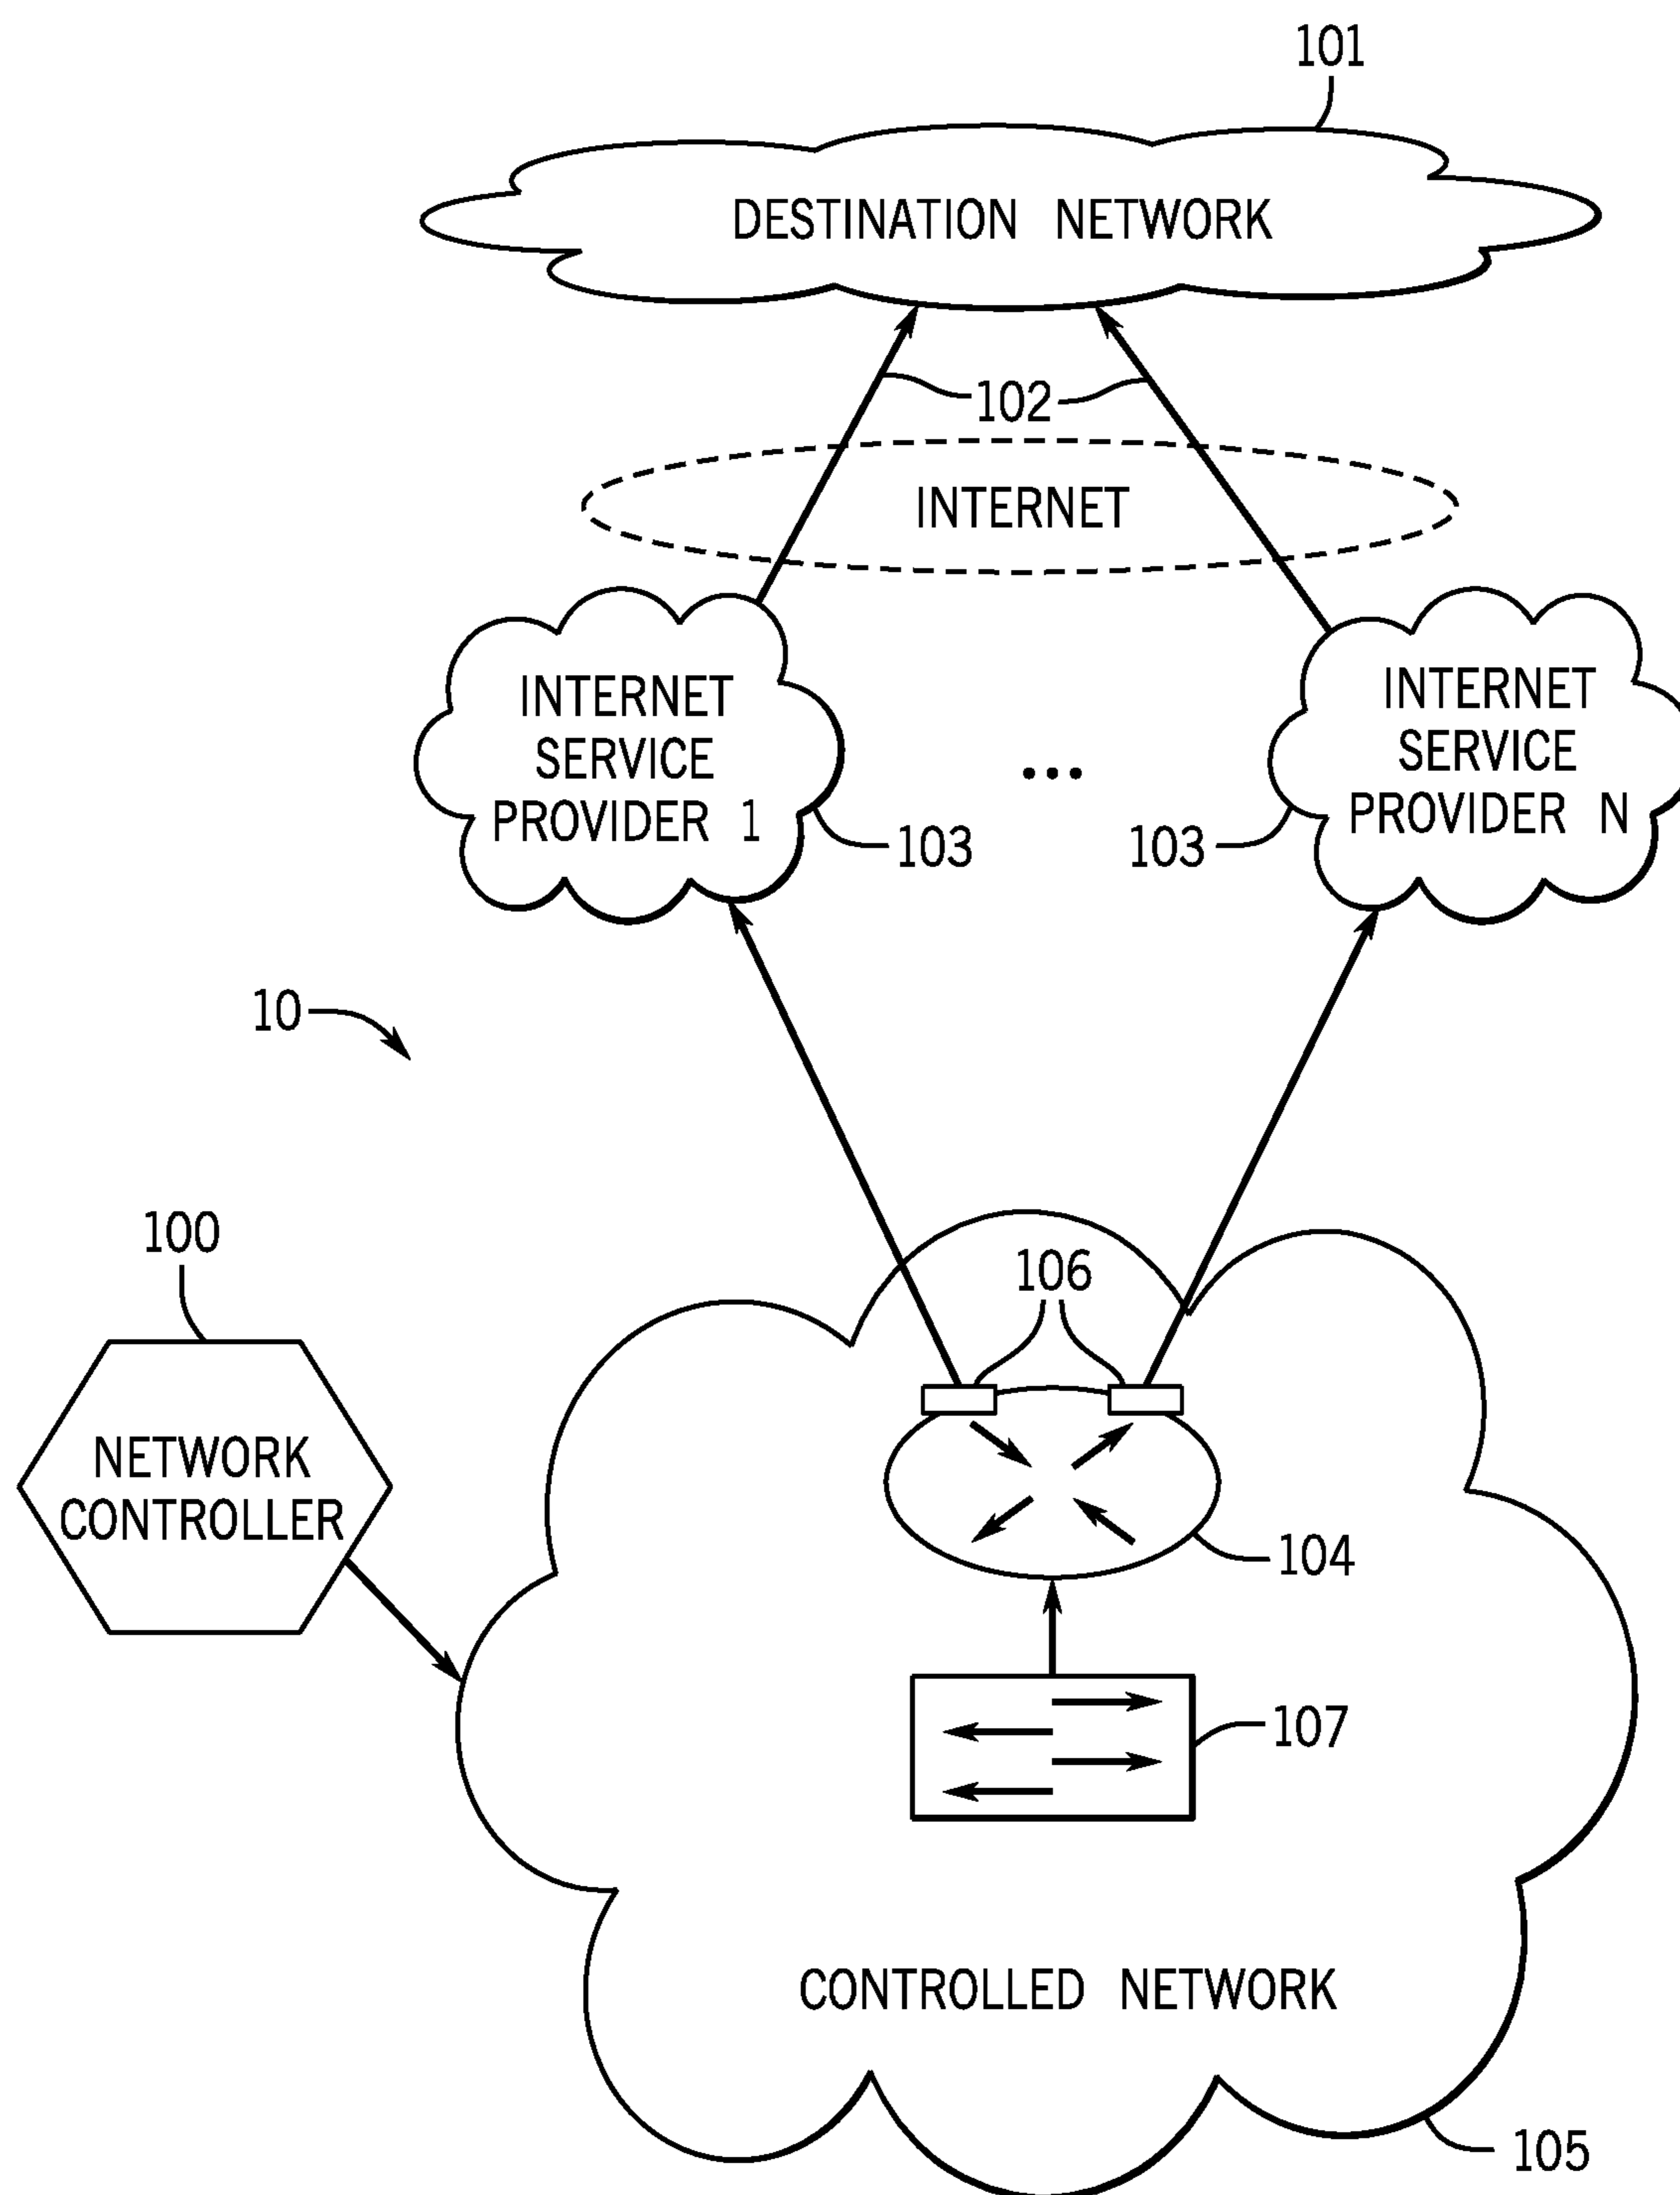 101
DESTINATION NETWORK
102
INTERNET
INTERNET
SERVICE
PROVIDER 1
103
...
INTERNET
SERVICE
PROVIDER N
103
10
100
NETWORK
CONTROLLER
106
104
107
CONTROLLED NETWORK
105